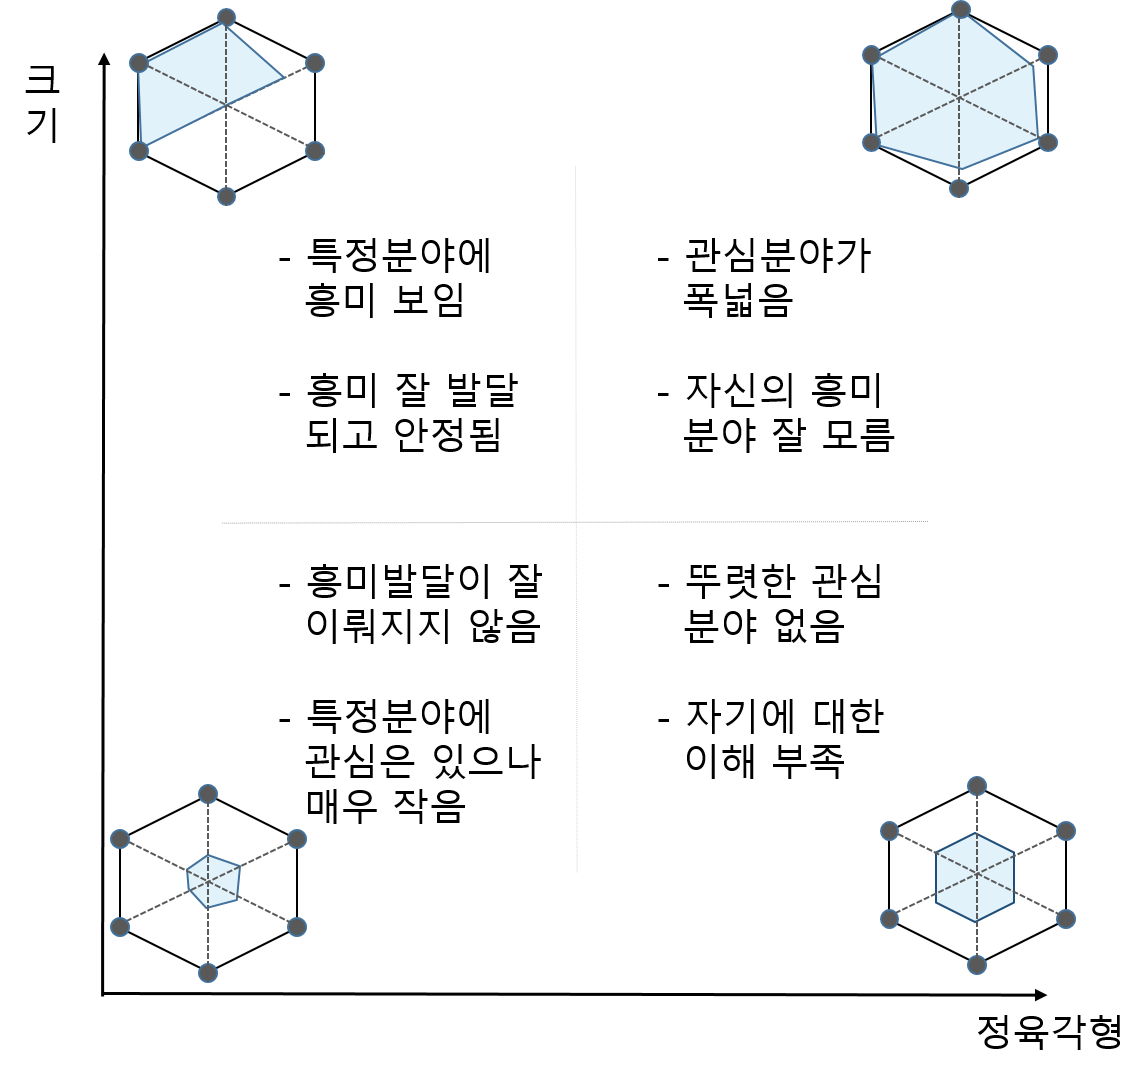 크
기
- 특정분야에
흥미 보임
- 흥미 잘 발달
되고 안정됨
- 관심분야가
폭넓음
- 자신의 흥미
분야 잘 모름
- 흥미발달이 잘
이뤄지지 않음
- 특정분야에
관심은 있으나
매우 작음
- 뚜렷한 관심
분야 없음
- 자기에 대한
이해 부족
정육각형